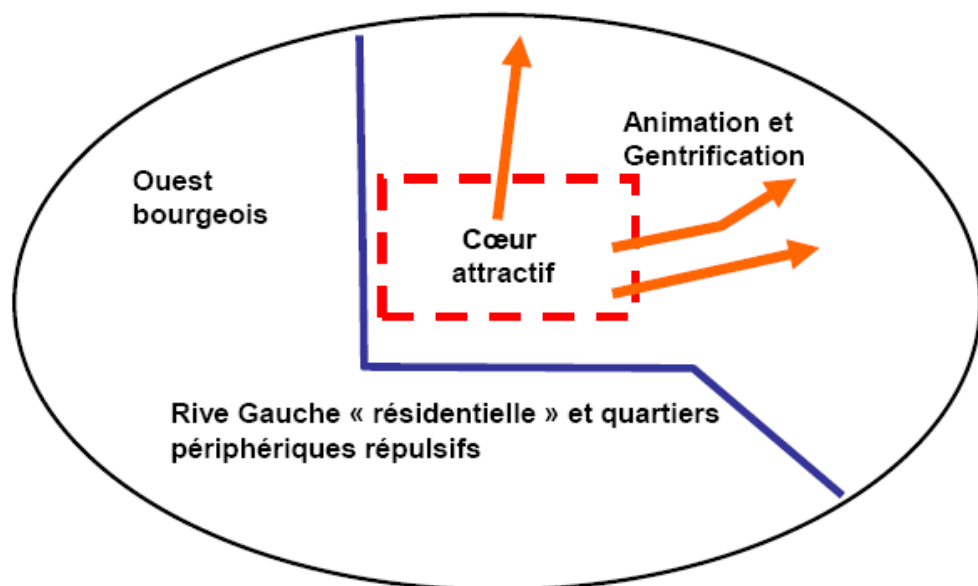 Animation et
Gentrification
Ouest
bourgeois
Cœur
attractif
Rive Gauche « résidentielle » et quartiers
périphériques répulsifs